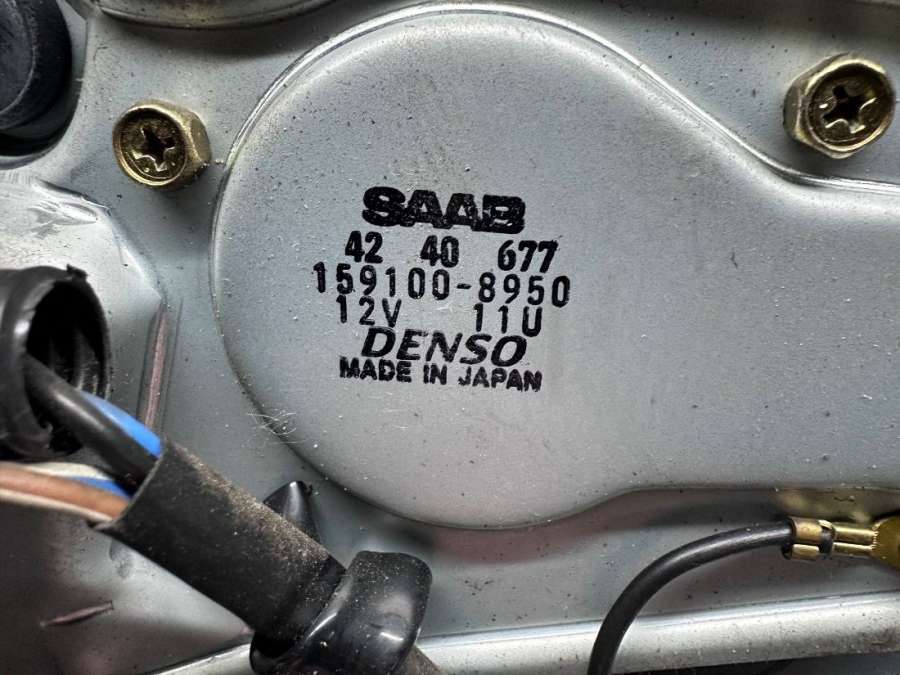 SAAB
42 40 677
159100-8950
12V 11U
DENSO
MADE IN JAPAN